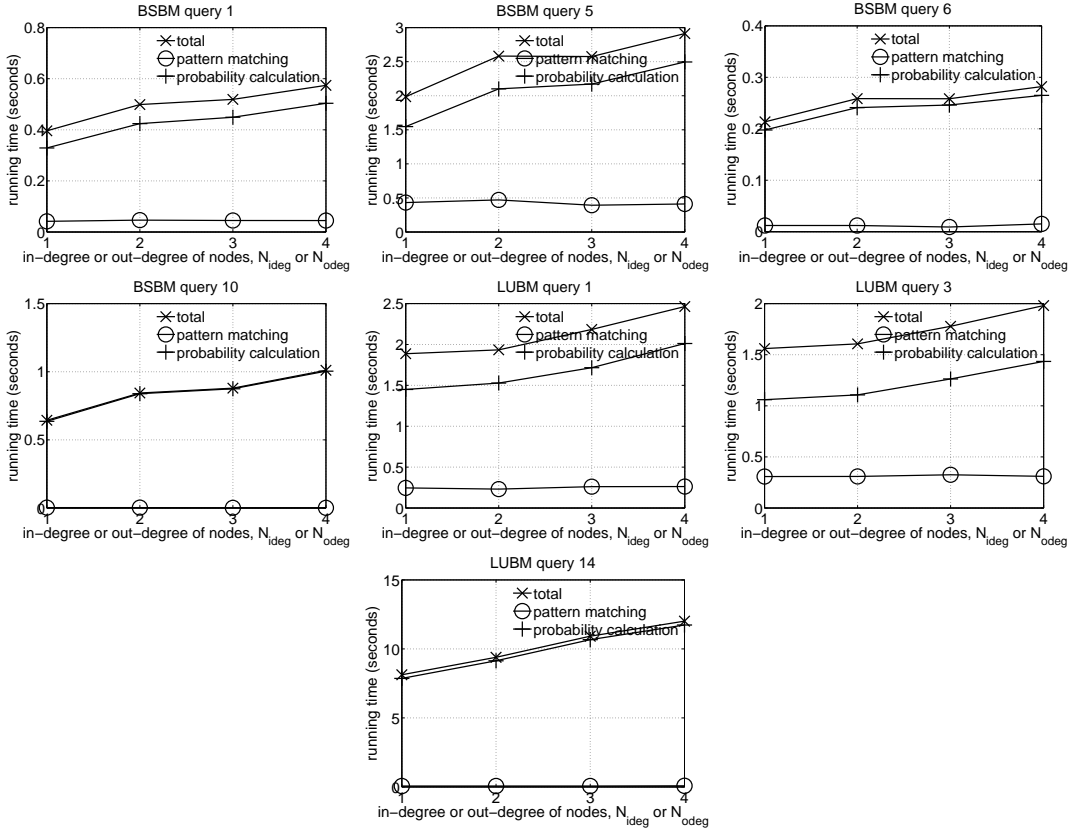 BSBM query 1
running time (seconds)
0.8
0.6
0.4
0.2
0
total
pattern matching
probability calculation
1 2 3 4
in-degree or out-degree of nodes, N_ideg or N_odeg
BSBM query 5
running time (seconds)
3
2.5
2
1.5
1
0.5
0
total
pattern matching
probability calculation
1 2 3 4
in-degree or out-degree of nodes, N_ideg or N_odeg
BSBM query 6
running time (seconds)
0.4
0.3
0.2
0.1
0
total
pattern matching
probability calculation
1 2 3 4
in-degree or out-degree of nodes, N_ideg or N_odeg
BSBM query 10
running time (seconds)
1.5
1
0.5
0
total
pattern matching
probability calculation
1 2 3 4
in-degree or out-degree of nodes, N_ideg or N_odeg
LUBM query 1
running time (seconds)
2.5
2
1.5
1
0.5
0
total
pattern matching
probability calculation
1 2 3 4
in-degree or out-degree of nodes, N_ideg or N_odeg
LUBM query 3
running time (seconds)
2
1.5
1
0.5
0
total
pattern matching
probability calculation
1 2 3 4
in-degree or out-degree of nodes, N_ideg or N_odeg
LUBM query 14
running time (seconds)
15
10
5
0
total
pattern matching
probability calculation
1 2 3 4
in-degree or out-degree of nodes, N_ideg or N_odeg